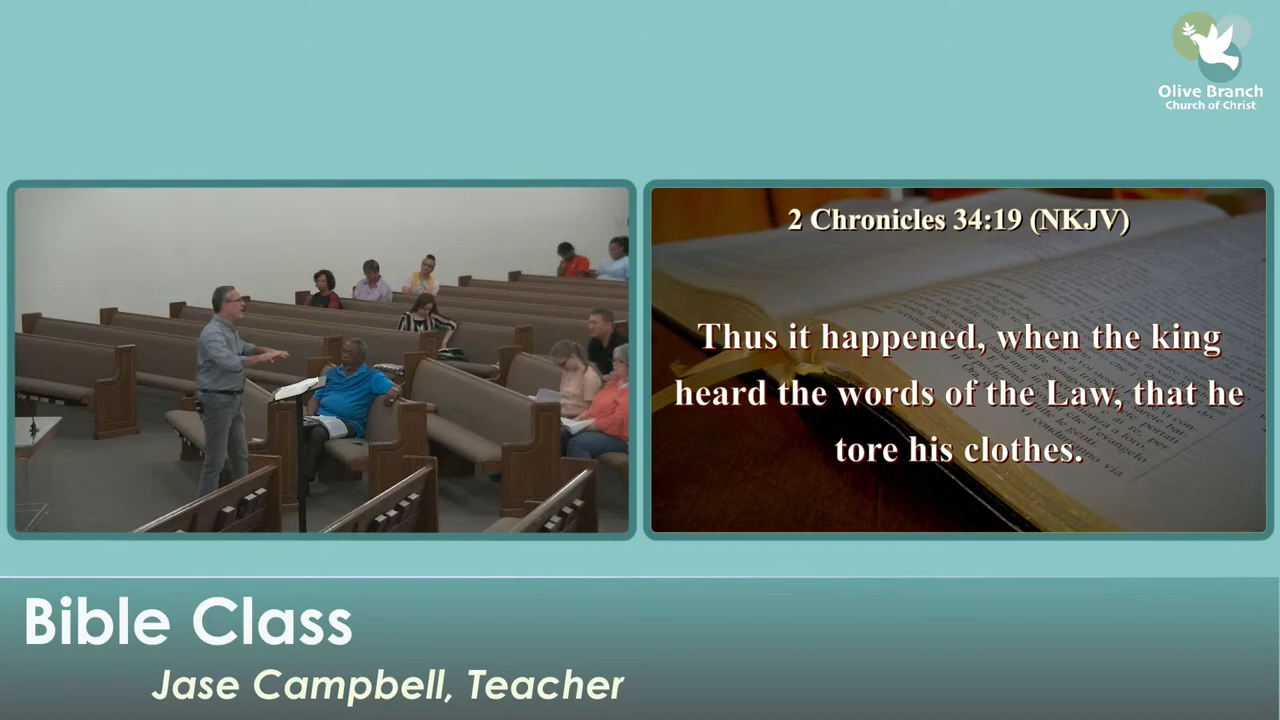 Olive Branch
Church of Christ
2 Chronicles 34:19 (NKJV)
Thus it happened, when the king
heard the words of the Law, that he
tore his clothes.
Bible Class
Jase Campbell, Teacher